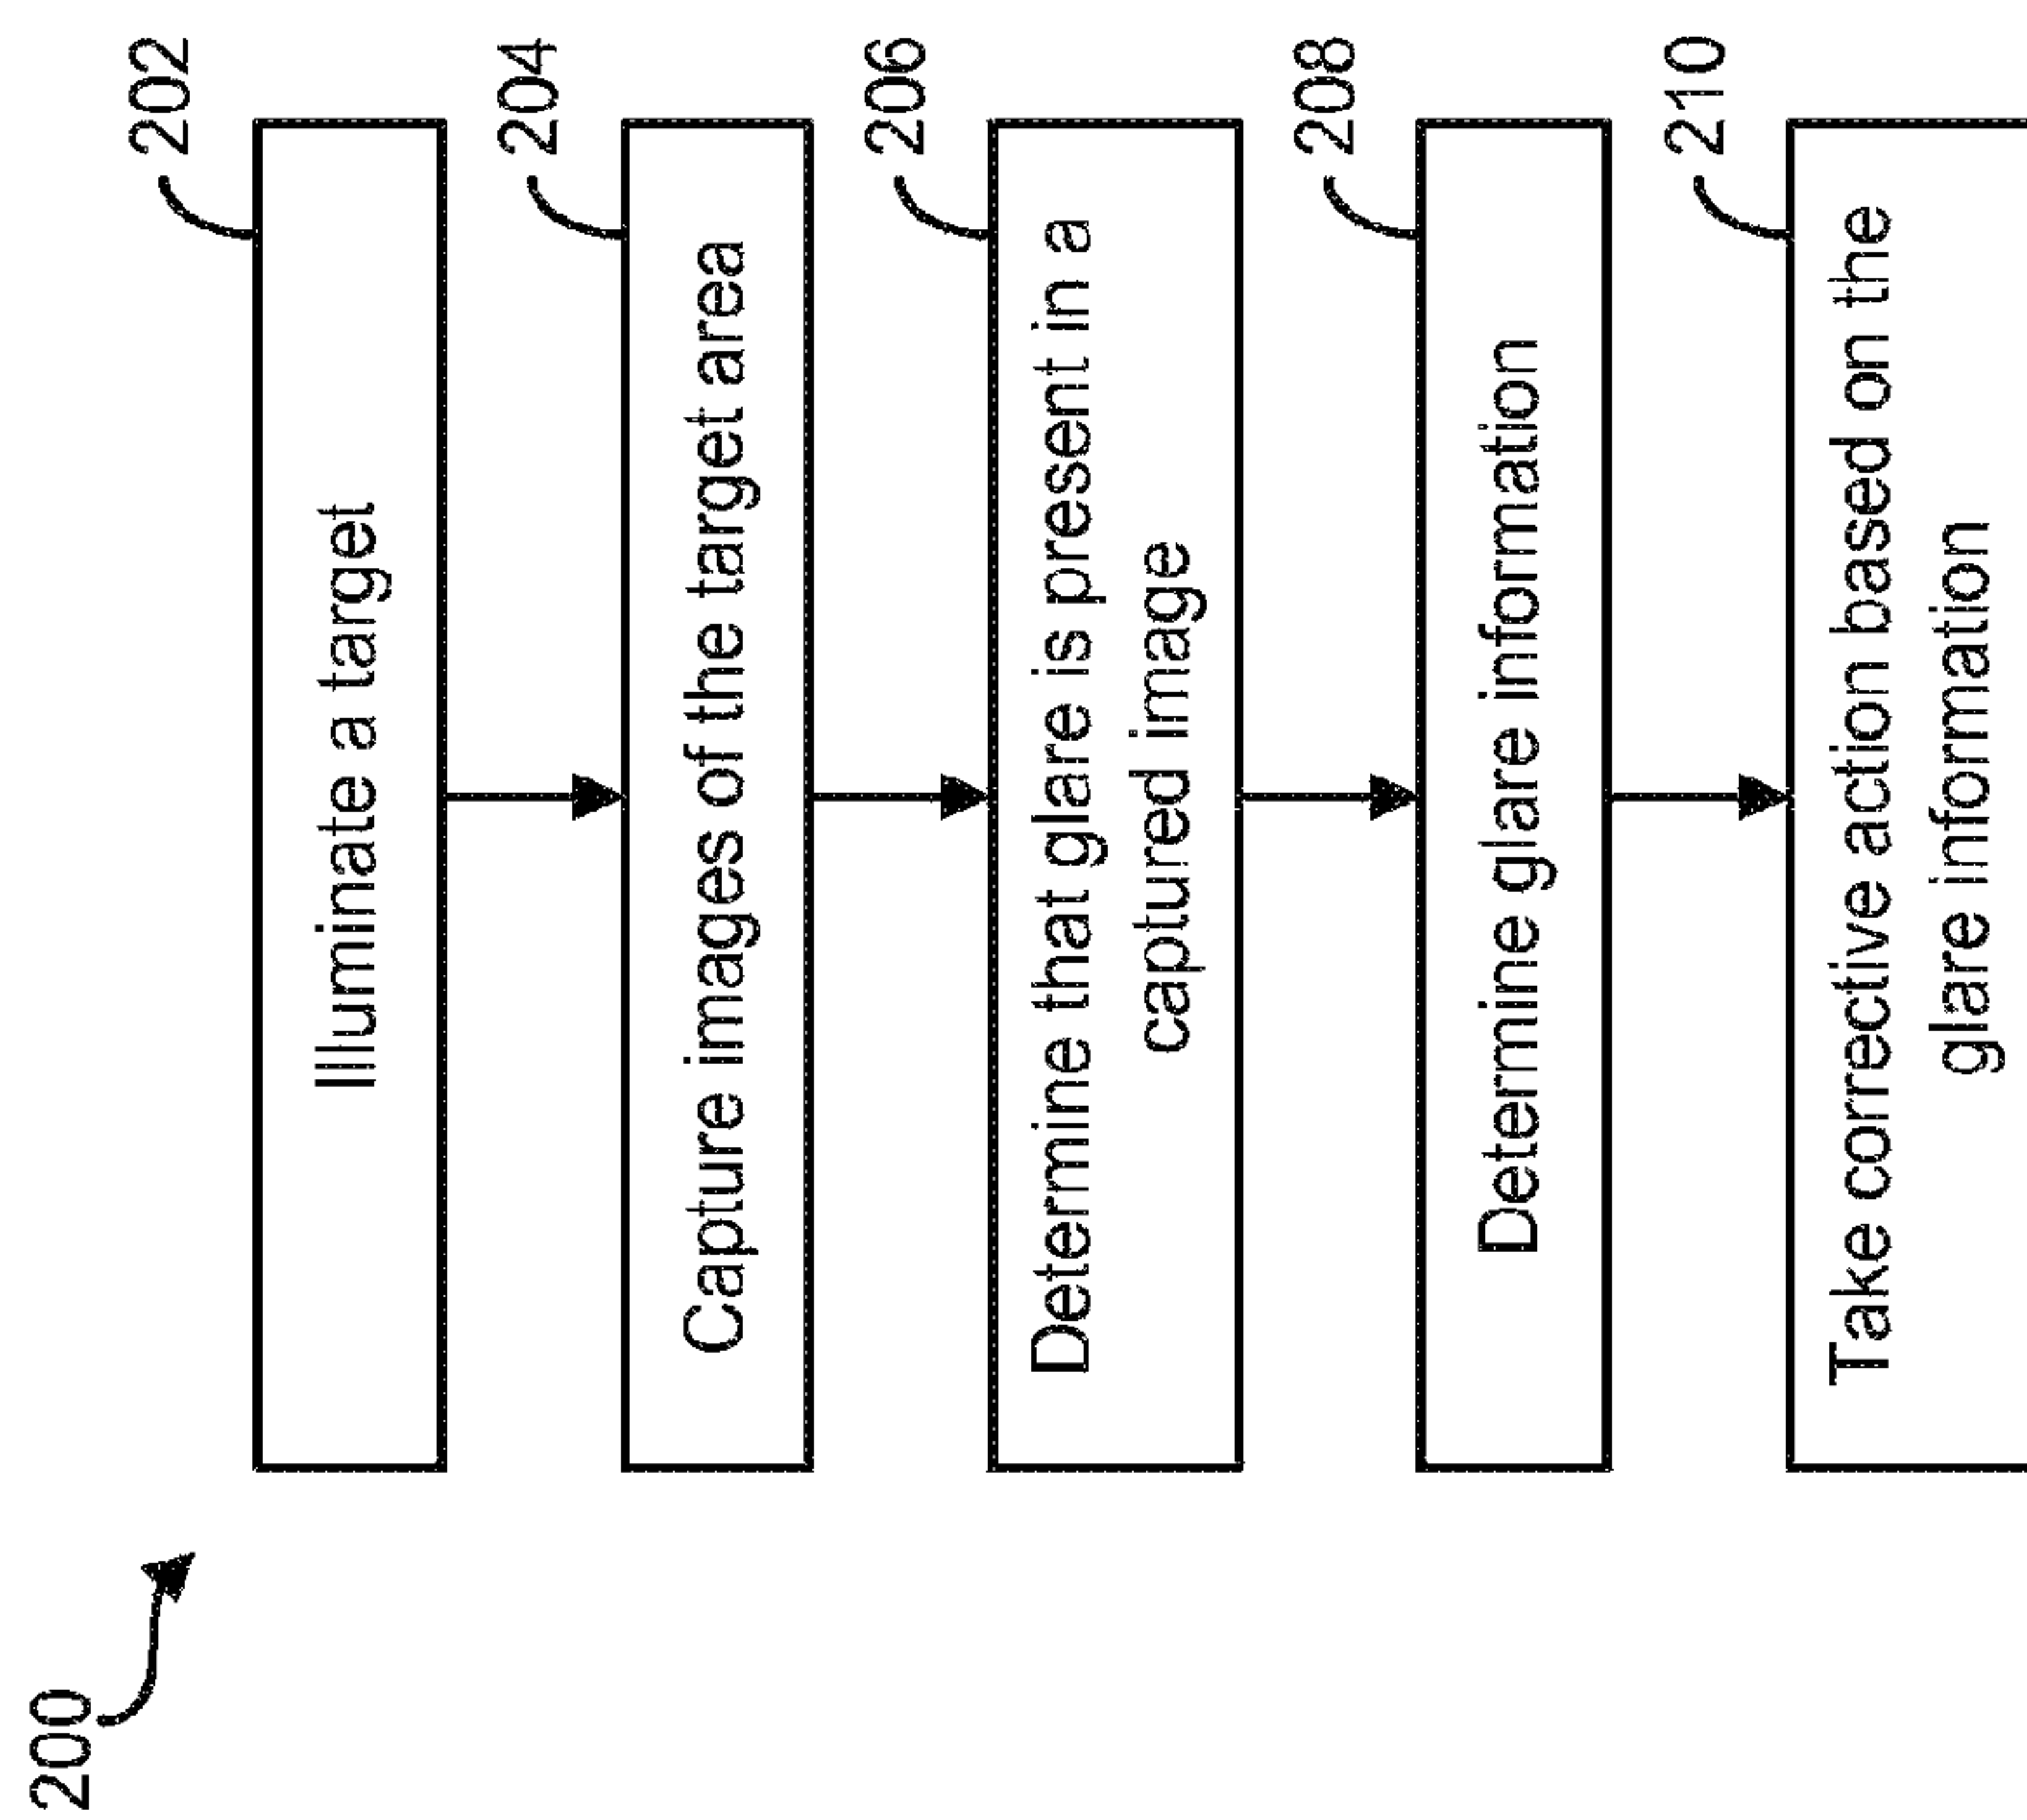 200
202
Illuminate a target
204
Capture images of the target area
206
Determine that glare is present in a
captured image
208
Determine glare information
210
Take corrective action based on the
glare information